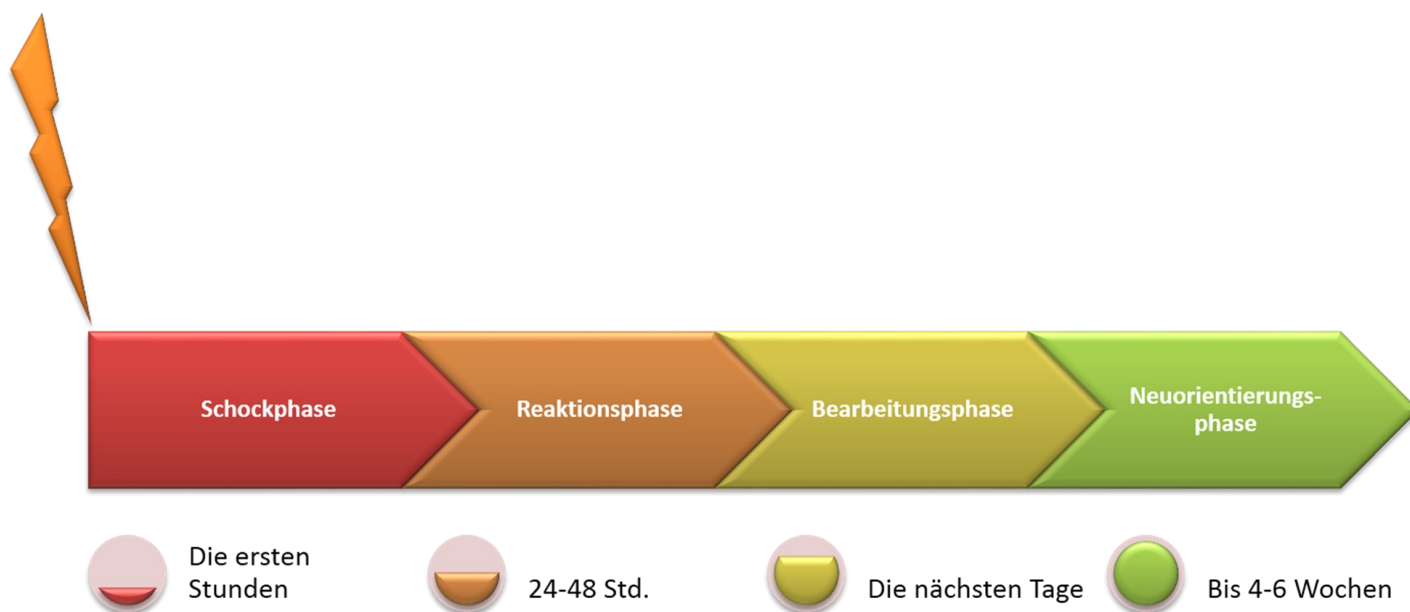 Schockphase
Reaktionsphase
Bearbeitungsphase
Neuorientierungs-
phase
Die ersten
Stunden
24-48 Std.
Die nächsten Tage
Bis 4-6 Wochen